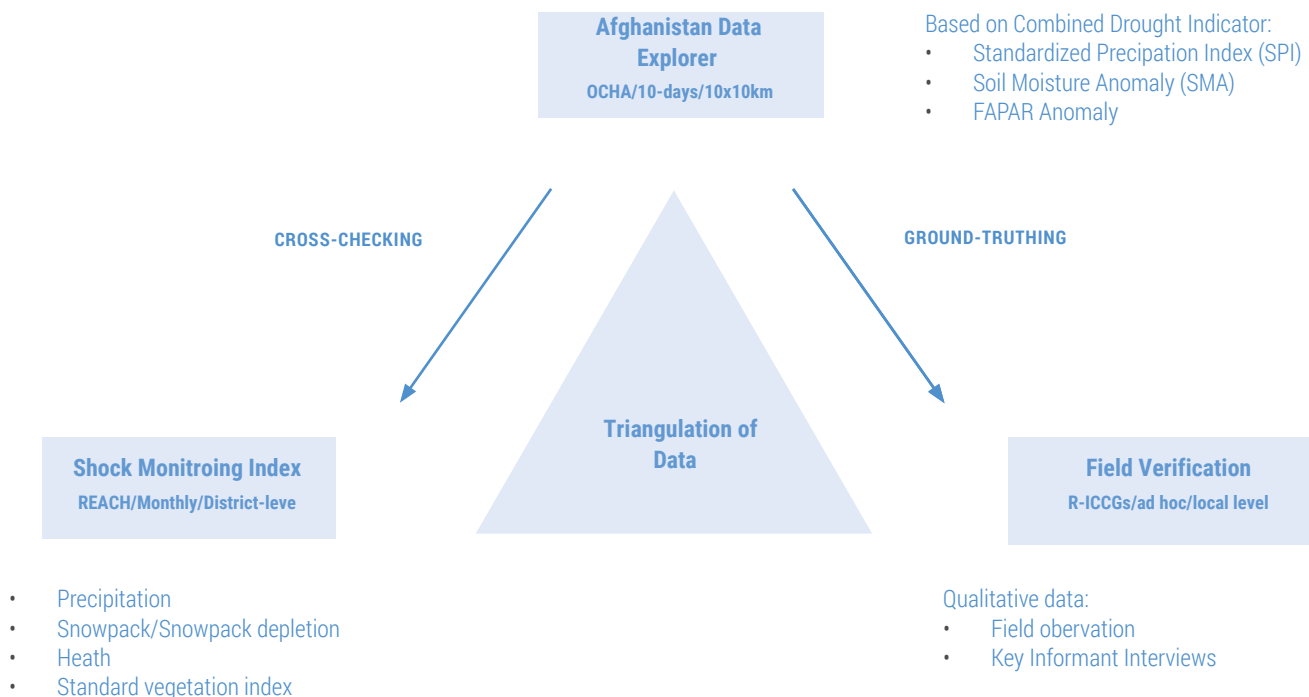 Afghanistan Data
Explorer
OCHA/10-days/10x10km
Based on Combined Drought Indicator:
• Standardized Precipation Index (SPI)
• Soil Moisture Anomaly (SMA)
• FAPAR Anomaly
CROSS-CHECKING
GROUND-TRUTHING
Triangulation of
Data
Shock Monitroing Index
REACH/Monthly/District-leve
Field Verification
R-ICCGs/ad hoc/local level
• Precipitation
• Snowpack/Snowpack depletion
• Heath
• Standard vegetation index
Qualitative data:
• Field obervation
• Key Informant Interviews